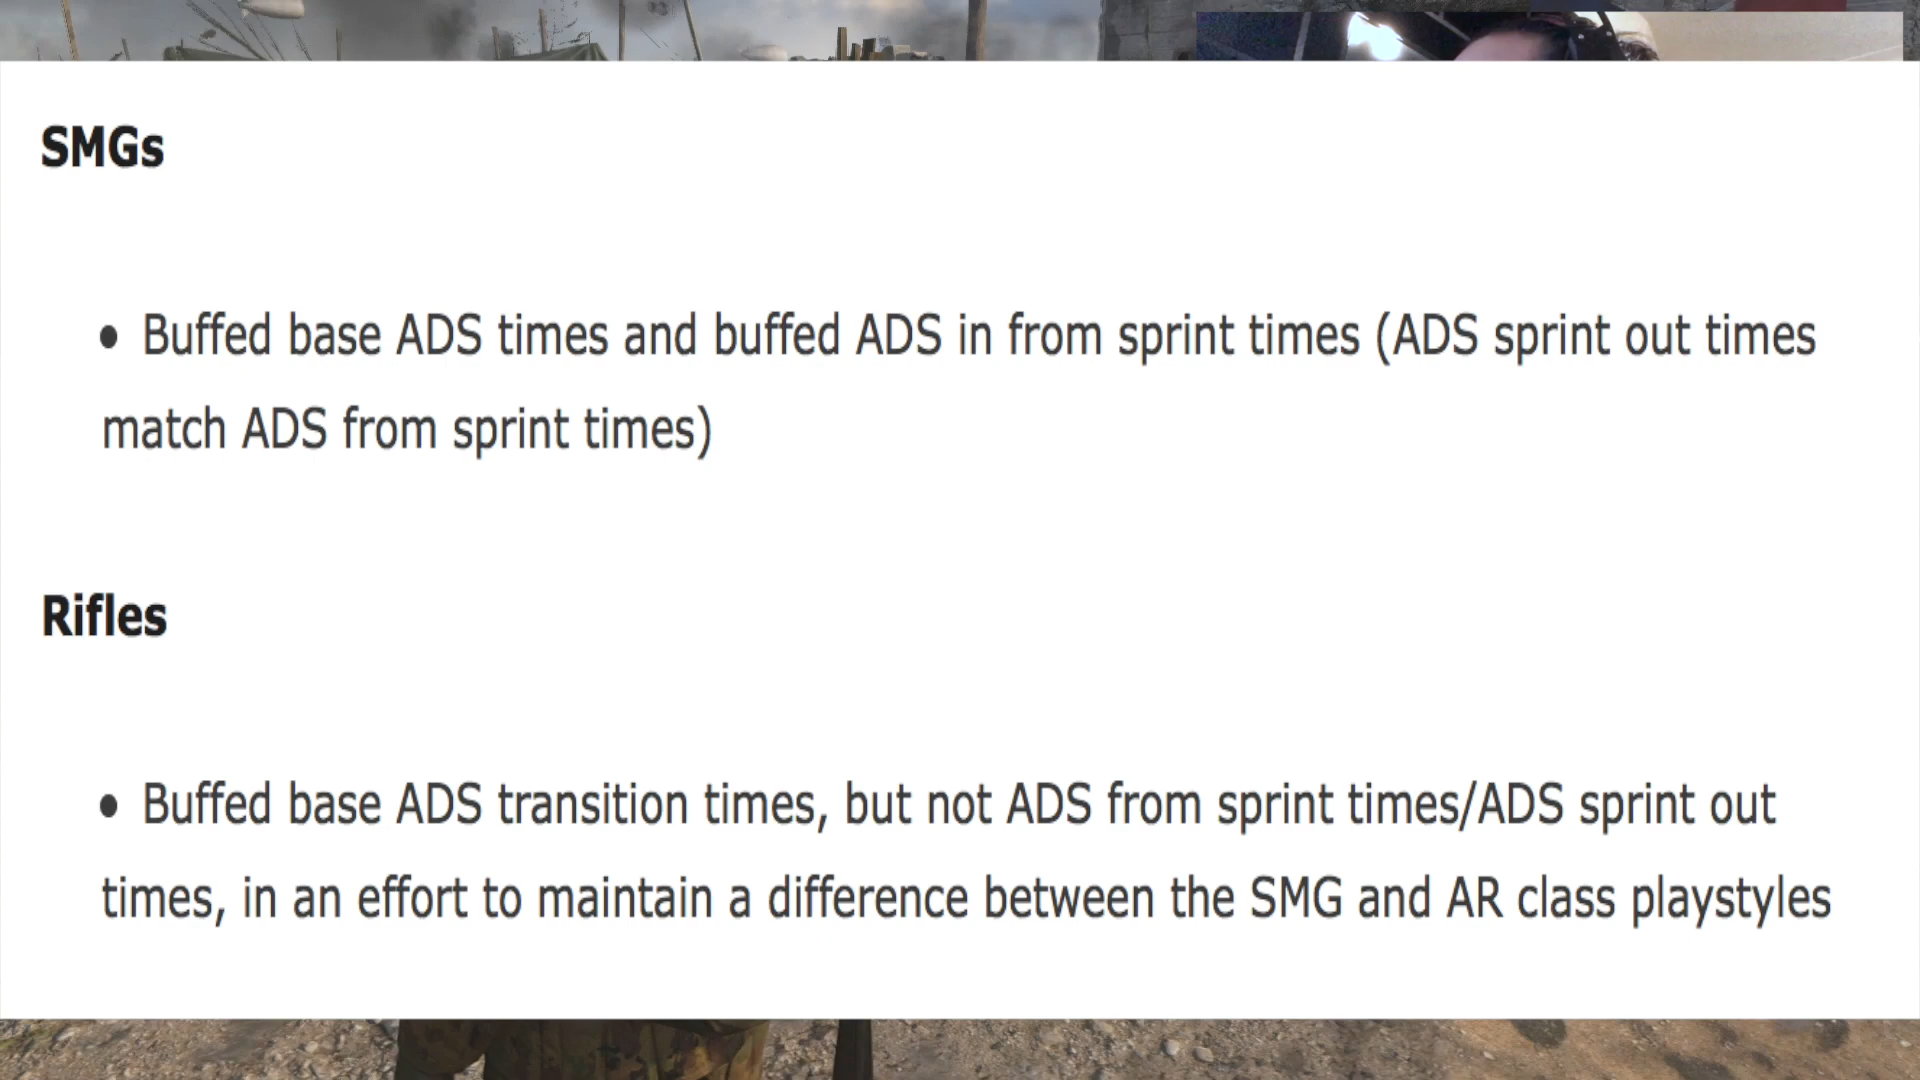 SMGs
• Buffed base ADS times and buffed ADS in from sprint times (ADS sprint out times
match ADS from sprint times)
Rifles
• Buffed base ADS transition times, but not ADS from sprint times/ADS sprint out
times, in an effort to maintain a difference between the SMG and AR class playstyles